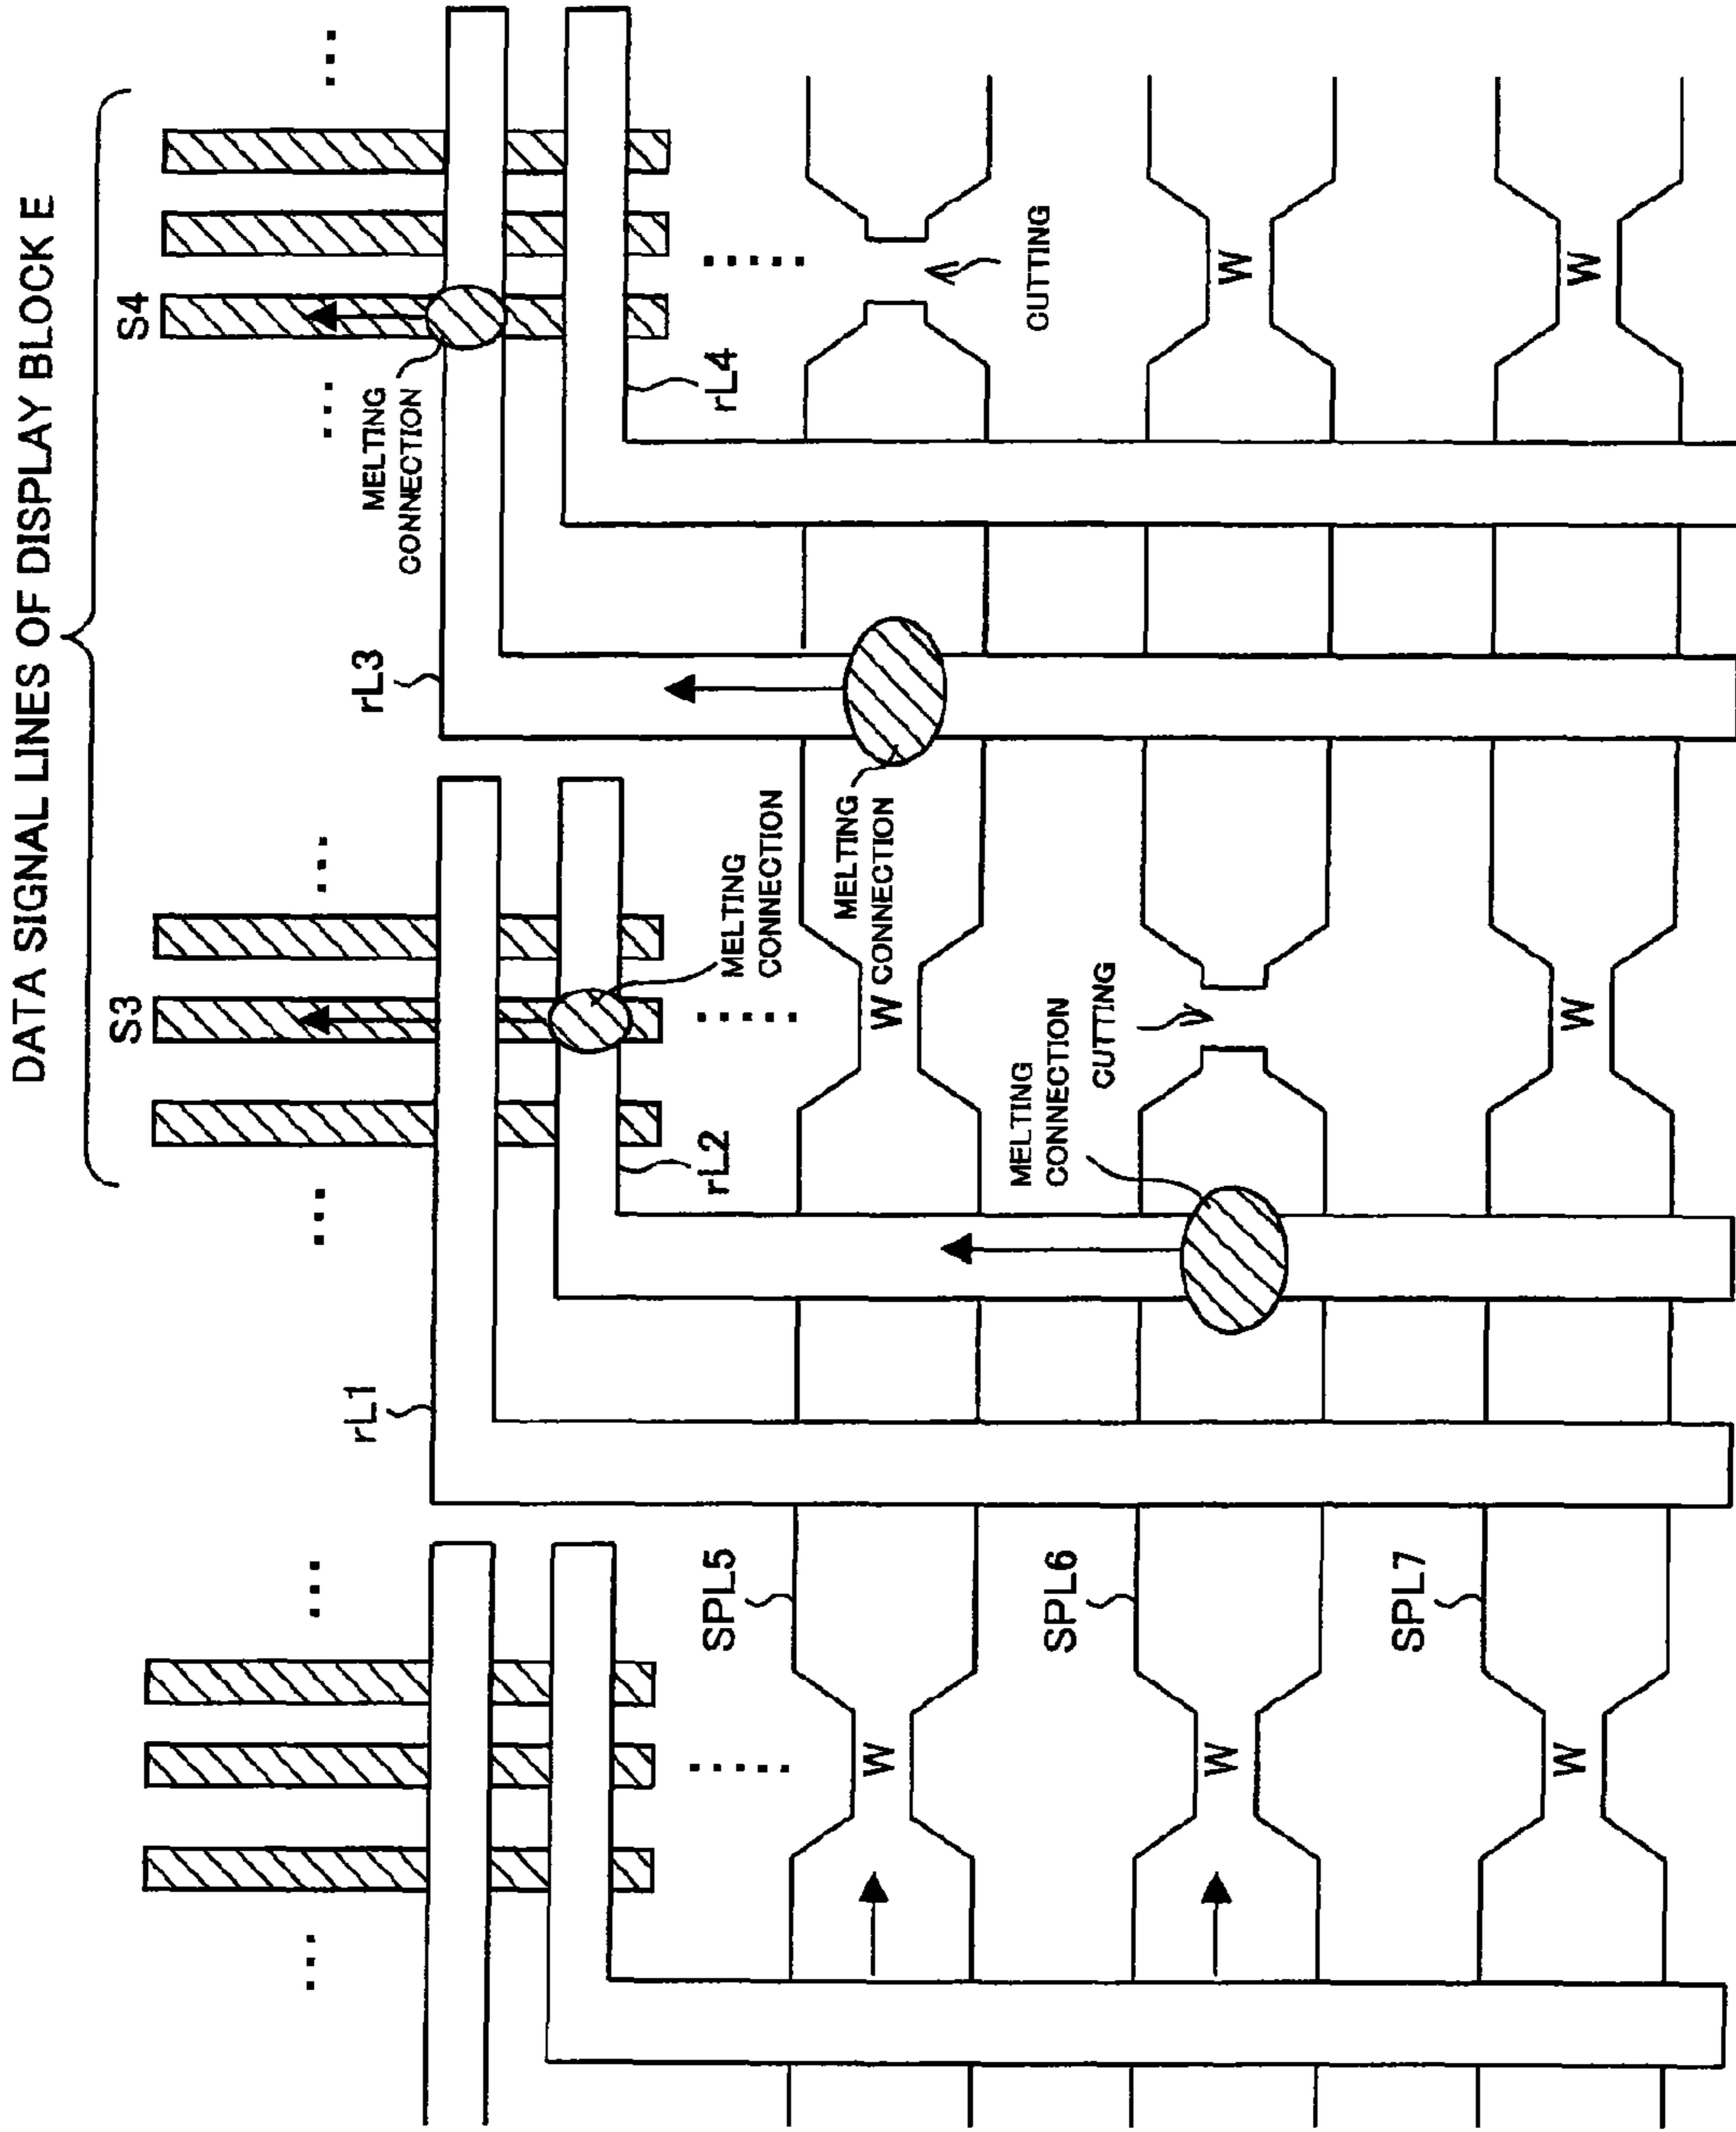 DATA SIGNAL LINES OF DISPLAY BLOCK E
S3
S4
rL1
rL3
MELTING
CONNECTION
rL2
MELTING
CONNECTION
rL4
SPL5
W
W
MELTING
CONNECTION
CUTTING
SPL6
W
MELTING
CONNECTION
CUTTING
W
SPL7
W
W
W